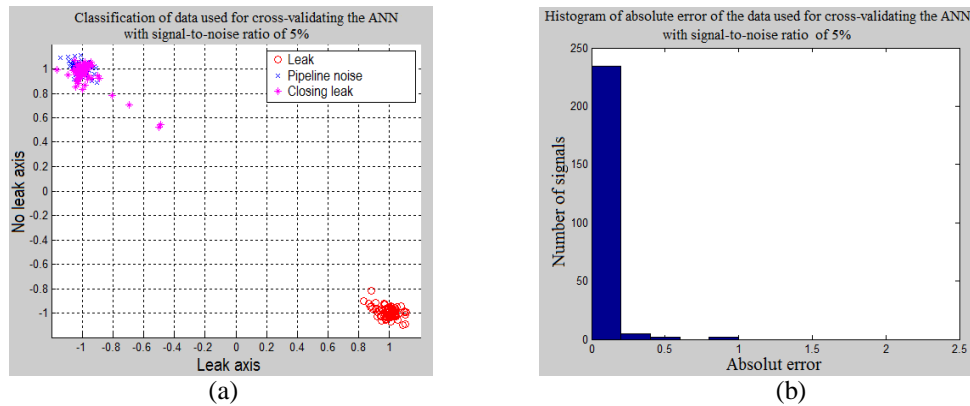 Classification of data used for cross-validating the ANN
with signal-to-noise ratio of 5%
Leak
Pipeline noise
Closing leak
No leak axis
1
0.8
0.6
0.4
0.2
0
-0.2
-0.4
-0.6
-0.8
-1
-1 -0.8 -0.6 -0.4 -0.2 0 0.2 0.4 0.6 0.8 1
Leak axis
(a)
Histogram of absolute error of the data used for cross-validating the ANN
with signal-to-noise ratio of 5%
Number of signals
250
200
150
100
50
0
0 0.5 1 1.5 2 2.5
Absolut error
(b)